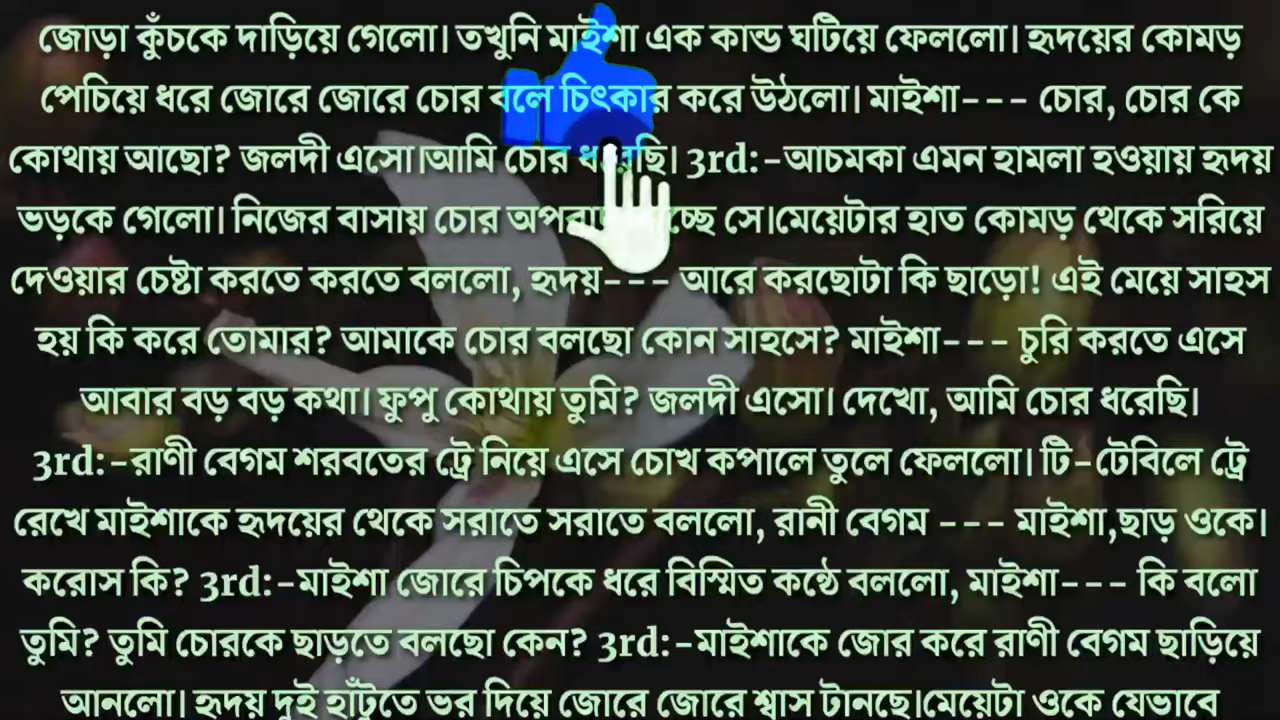 জোড়া কুঁচকে দাড়িয়ে গেলো। তখুনি মাইশা এক কান্ড ঘটিয়ে ফেললো। হৃদয়ের কোমড়
পেচিয়ে ধরে জোরে জোরে চোর বলে চিৎকার করে উঠলো। মাইশা--- চোর, চোর কে
কোথায় আছো? জলদী এসো।আমি চোর ধরেছি। 3rd:-আচমকা এমন হামলা হওয়ায় হৃদয়
ভড়কে গেলো। নিজের বাসায় চোর সে।মেয়েটার হাত কোমড় থেকে সরিয়ে
দেওয়ার চেষ্টা করতে করতে বললো, হৃদয়--- আরে করছোটা কি ছাড়ো! এই মেয়ে সাহস
হয় কি করে তোমার? আমাকে চোর বলছো কোন সাহসে? মাইশা--- চুরি করতে এসে
আবার বড় বড় কথা। ফুপু কোথায় তুমি? জলদী এসো। দেখো, আমি চোর ধরেছি।
3rd:-রাণী বেগম শরবতের ট্রে নিয়ে এসে চোখ কপালে তুলে ফেললো। টি-টেবিলে ট্রে
রেখে মাইশাকে হৃদয়ের থেকে সরাতে সরাতে বললো, রানী বেগম --- মাইশা,ছাড় ওকে।
করোস কি? 3rd:-মাইশা জোরে চিপকে ধরে বিস্মিত কন্ঠে বললো, মাইশা--- কি বলো
তুমি? তুমি চোরকে ছাড়তে বলছো কেন? 3rd:-মাইশাকে জোর করে রাণী বেগম ছাড়িয়ে
আনলো। হৃদয় দুই হাঁটুতে ভর দিয়ে জোরে জোরে শ্বাস টানছে।মেয়েটা ওকে যেভাবে